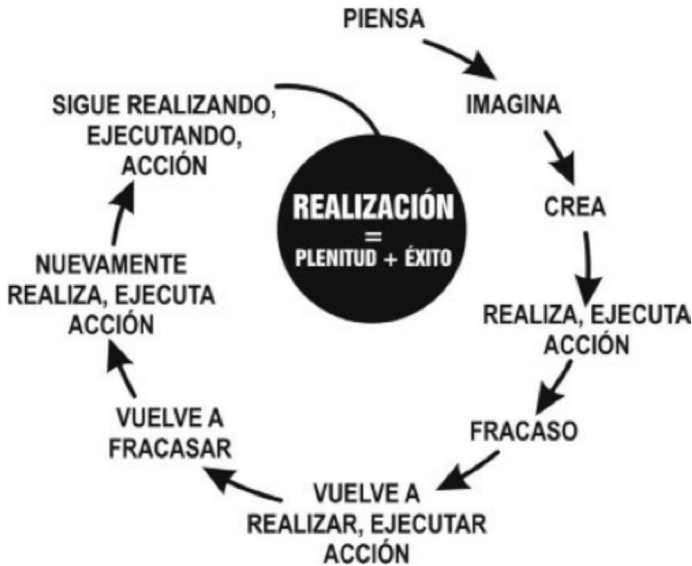 PIENSA
IMAGINA
CREA
REALIZA, EJECUTA
ACCIÓN
FRACASO
VUELVE A
REALIZAR, EJECUTAR
ACCIÓN
VUELVE A
FRACASAR
NUEVAMENTE
REALIZA, EJECUTA
ACCIÓN
SIGUE REALIZANDO,
EJECUTANDO,
ACCIÓN
REALIZACIÓN
=
PLENITUD + ÉXITO